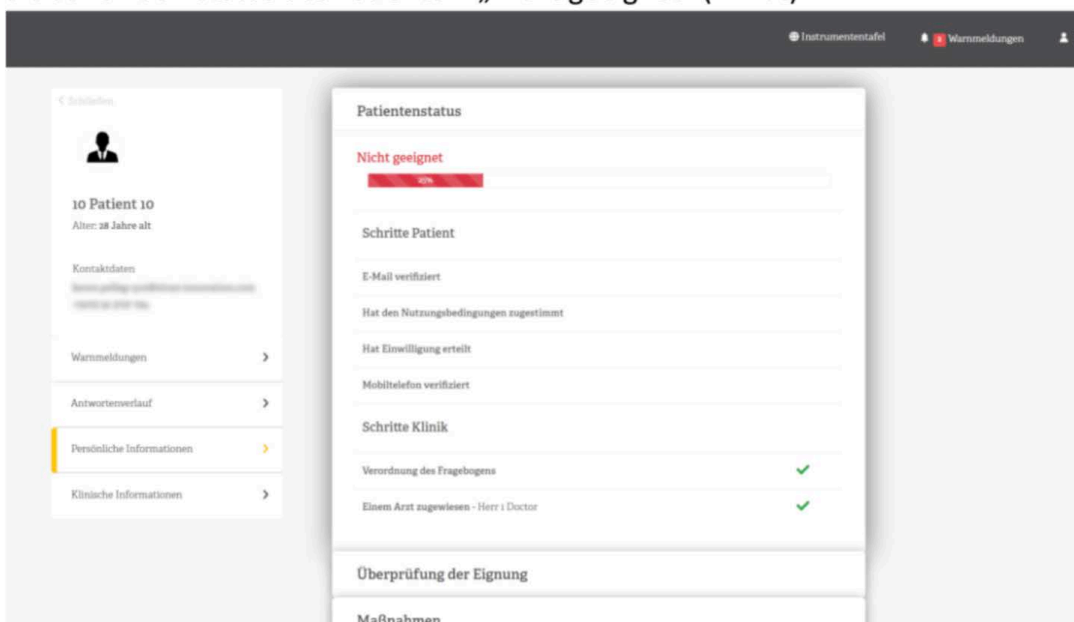 Instrumententafel
Warnmeldungen
Schließen
Patientenstatus
Nicht geeignet
25%
10 Patient 10
Alter: 28 Jahre alt
Schritte Patient
Kontaktdaten
E-Mail verifiziert
Hat den Nutzungsbedingungen zugestimmt
Hat Einwilligung erteilt
Mobiltelefon verifiziert
Warnmeldungen
Antwortenverlauf
Persönliche Informationen
Klinische Informationen
Schritte Klinik
Verordnung des Fragebogens
Einem Arzt zugewiesen - Herr 1 Doctor
Überprüfung der Eignung
Maßnahmen